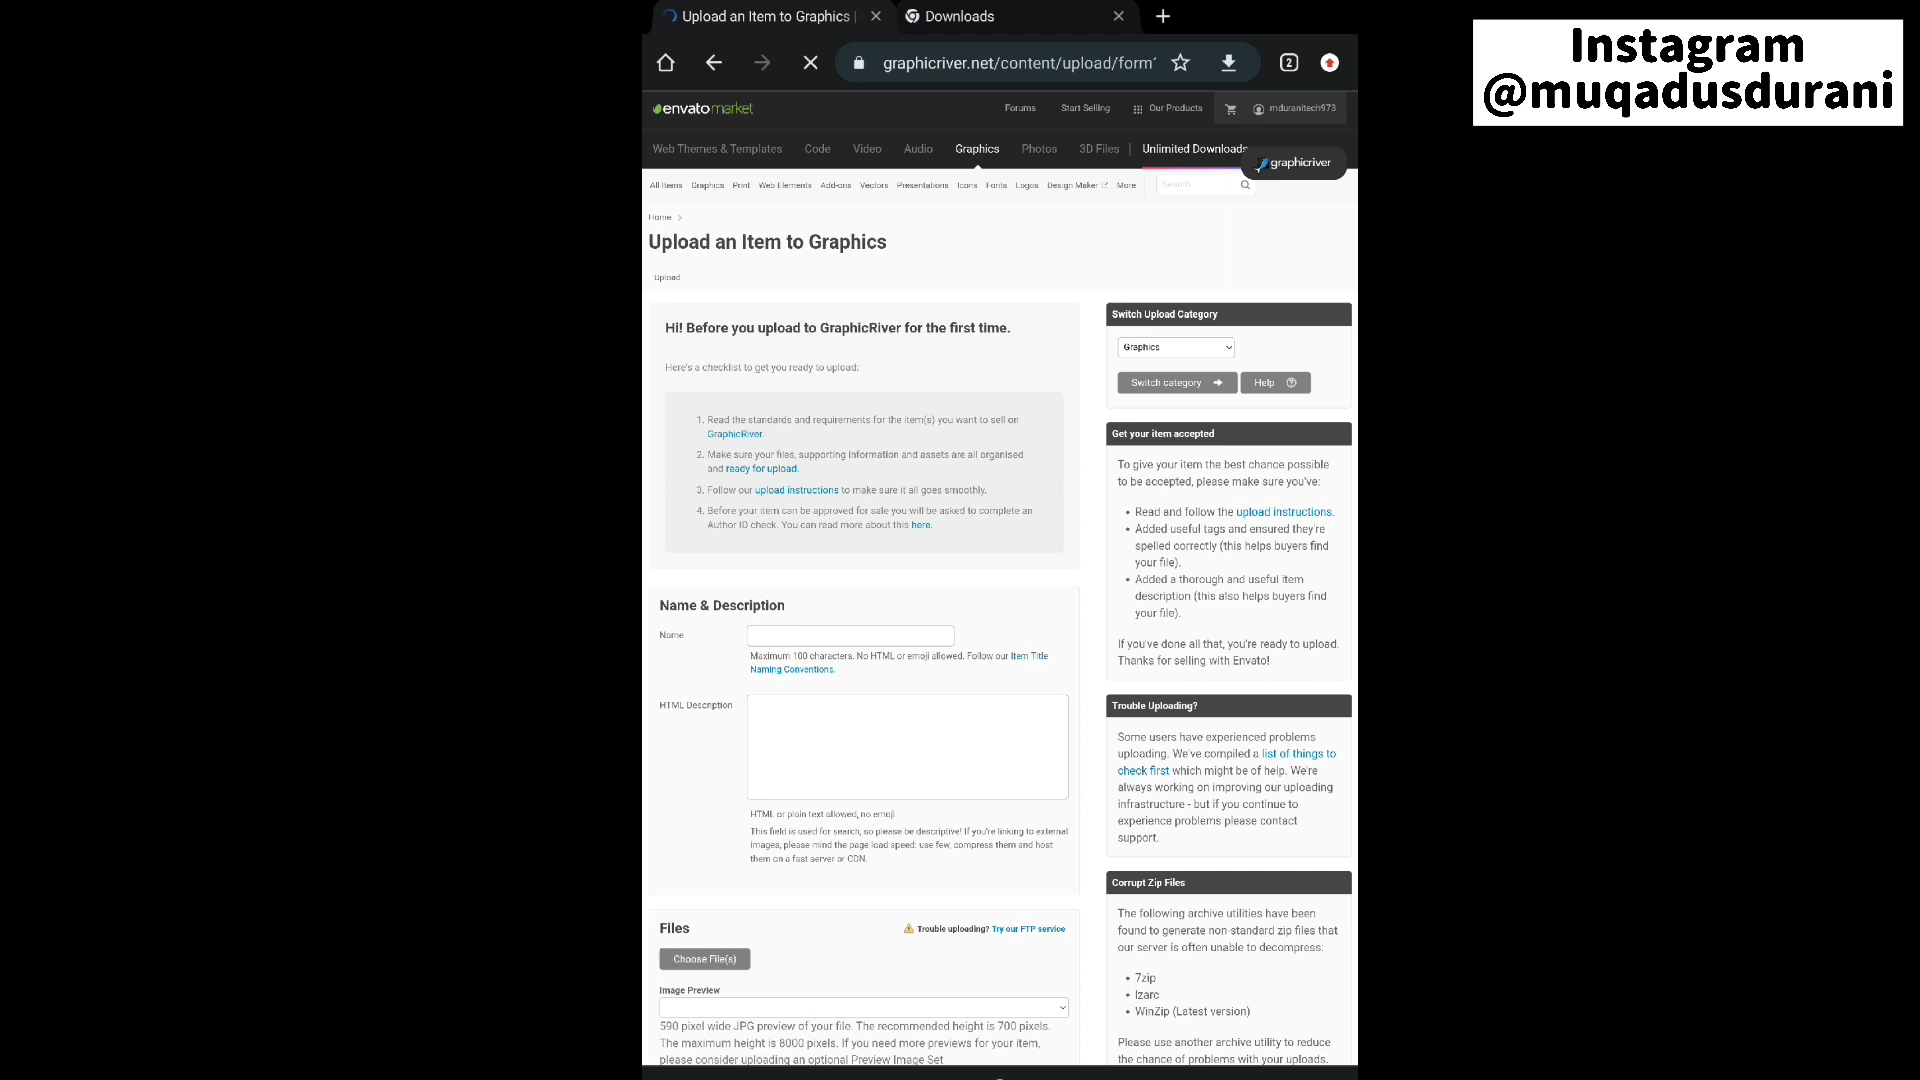 Upload an Item to Graphics |
Downloads
graphicriver.net/content/upload/form
2
Instagram
@muqadusdurani
envatomarket
Forums
Start Selling
Our Products
mduranitech973
Web Themes & Templates
Code
Video
Audio
Graphics
Photos
3D Files
Unlimited Downloads
graphicriver
All Items
Graphics
Print
Web Elements
Add-ons
Vectors
Presentations
Icons
Fonts
Logos
Design Maker
More
Search
Home
Upload an Item to Graphics
Upload
Hi! Before you upload to GraphicRiver for the first time.
Here's a checklist to get you ready to upload:
1. Read the standards and requirements for the item(s) you want to sell on
GraphicRiver.
2. Make sure your files, supporting information and assets are all organised
and ready for upload.
3. Follow our upload instructions to make sure it all goes smoothly.
4. Before your item can be approved for sale you will be asked to complete an
Author ID check. You can read more about this here.
Name & Description
Name
Maximum 100 characters. No HTML or emoji allowed. Follow our Item Title
Naming Conventions.
HTML Description
HTML or plain text allowed, no emoji
This field is used for search, so please be descriptive! If you're linking to external
images, please mind the page load speed: use few, compress them and host
them on a fast server or CDN.
Files
Trouble uploading? Try our FTP service
Choose File(s)
Image Preview
590 pixel wide JPG preview of your file. The recommended height is 700 pixels.
The maximum height is 8000 pixels. If you need more previews for your item,
please consider uploading an optional Preview Image Set
Switch Upload Category
Graphics
Switch category
Help
Get your item accepted
To give your item the best chance possible
to be accepted, please make sure you've:
• Read and follow the upload instructions.
• Added useful tags and ensured they're
spelled correctly (this helps buyers find
your file).
• Added a thorough and useful item
description (this also helps buyers find
your file).
If you've done all that, you're ready to upload.
Thanks for selling with Envato!
Trouble Uploading?
Some users have experienced problems
uploading. We've compiled a list of things to
check first which might be of help. We're
always working on improving our uploading
infrastructure - but if you continue to
experience problems please contact
support.
Corrupt Zip Files
The following archive utilities have been
found to generate non-standard zip files that
our server is often unable to decompress:
• 7zip
• Izarc
• WinZip (Latest version)
Please use another archive utility to reduce
the chance of problems with your uploads.